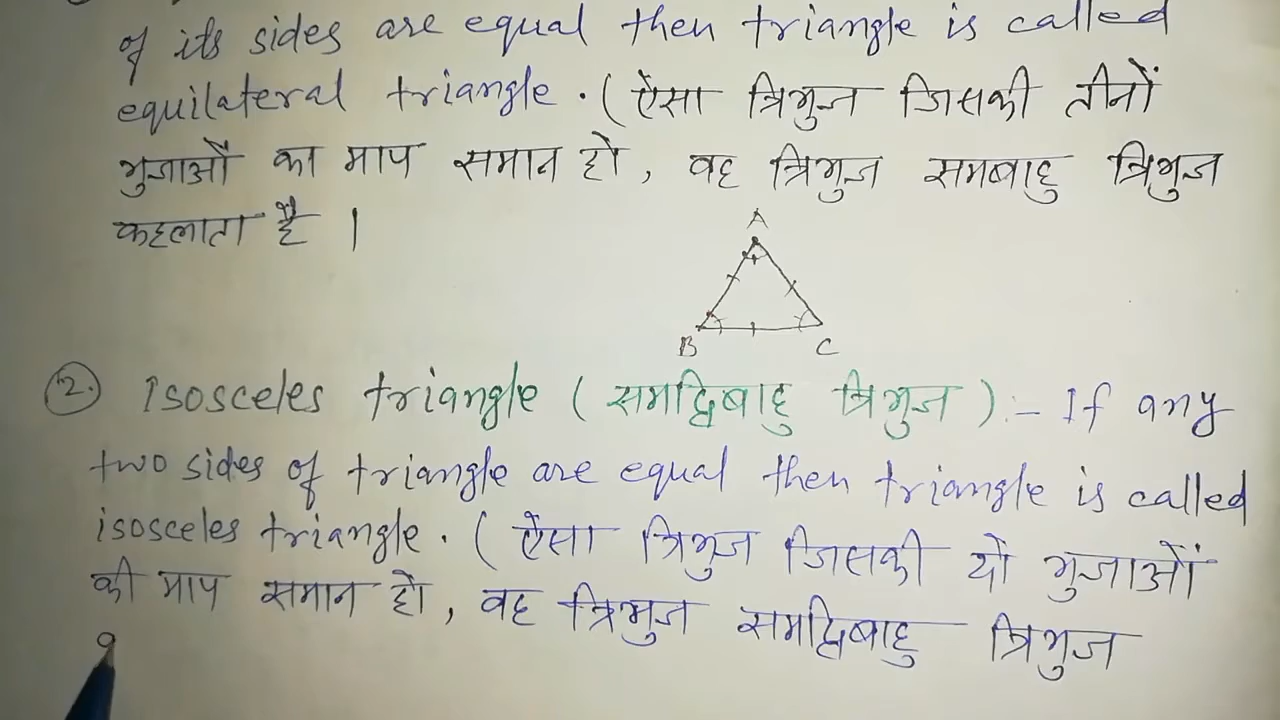 of its sides are equal then triangle is called
equilateral triangle. (ऐसा त्रिभुज जिसकी तीनों
भुजाओं का माप समान हो, वह त्रिभुज समबाहु त्रिभुज
कहलाता है ।
A
B C
2. Isosceles triangle (समद्विबाहु त्रिभुज) :- If any
two sides of triangle are equal then triangle is called
isosceles triangle. (ऐसा त्रिभुज जिसकी दो भुजाओं
की माप समान हो, वह त्रिभुज समद्विबाहु त्रिभुज